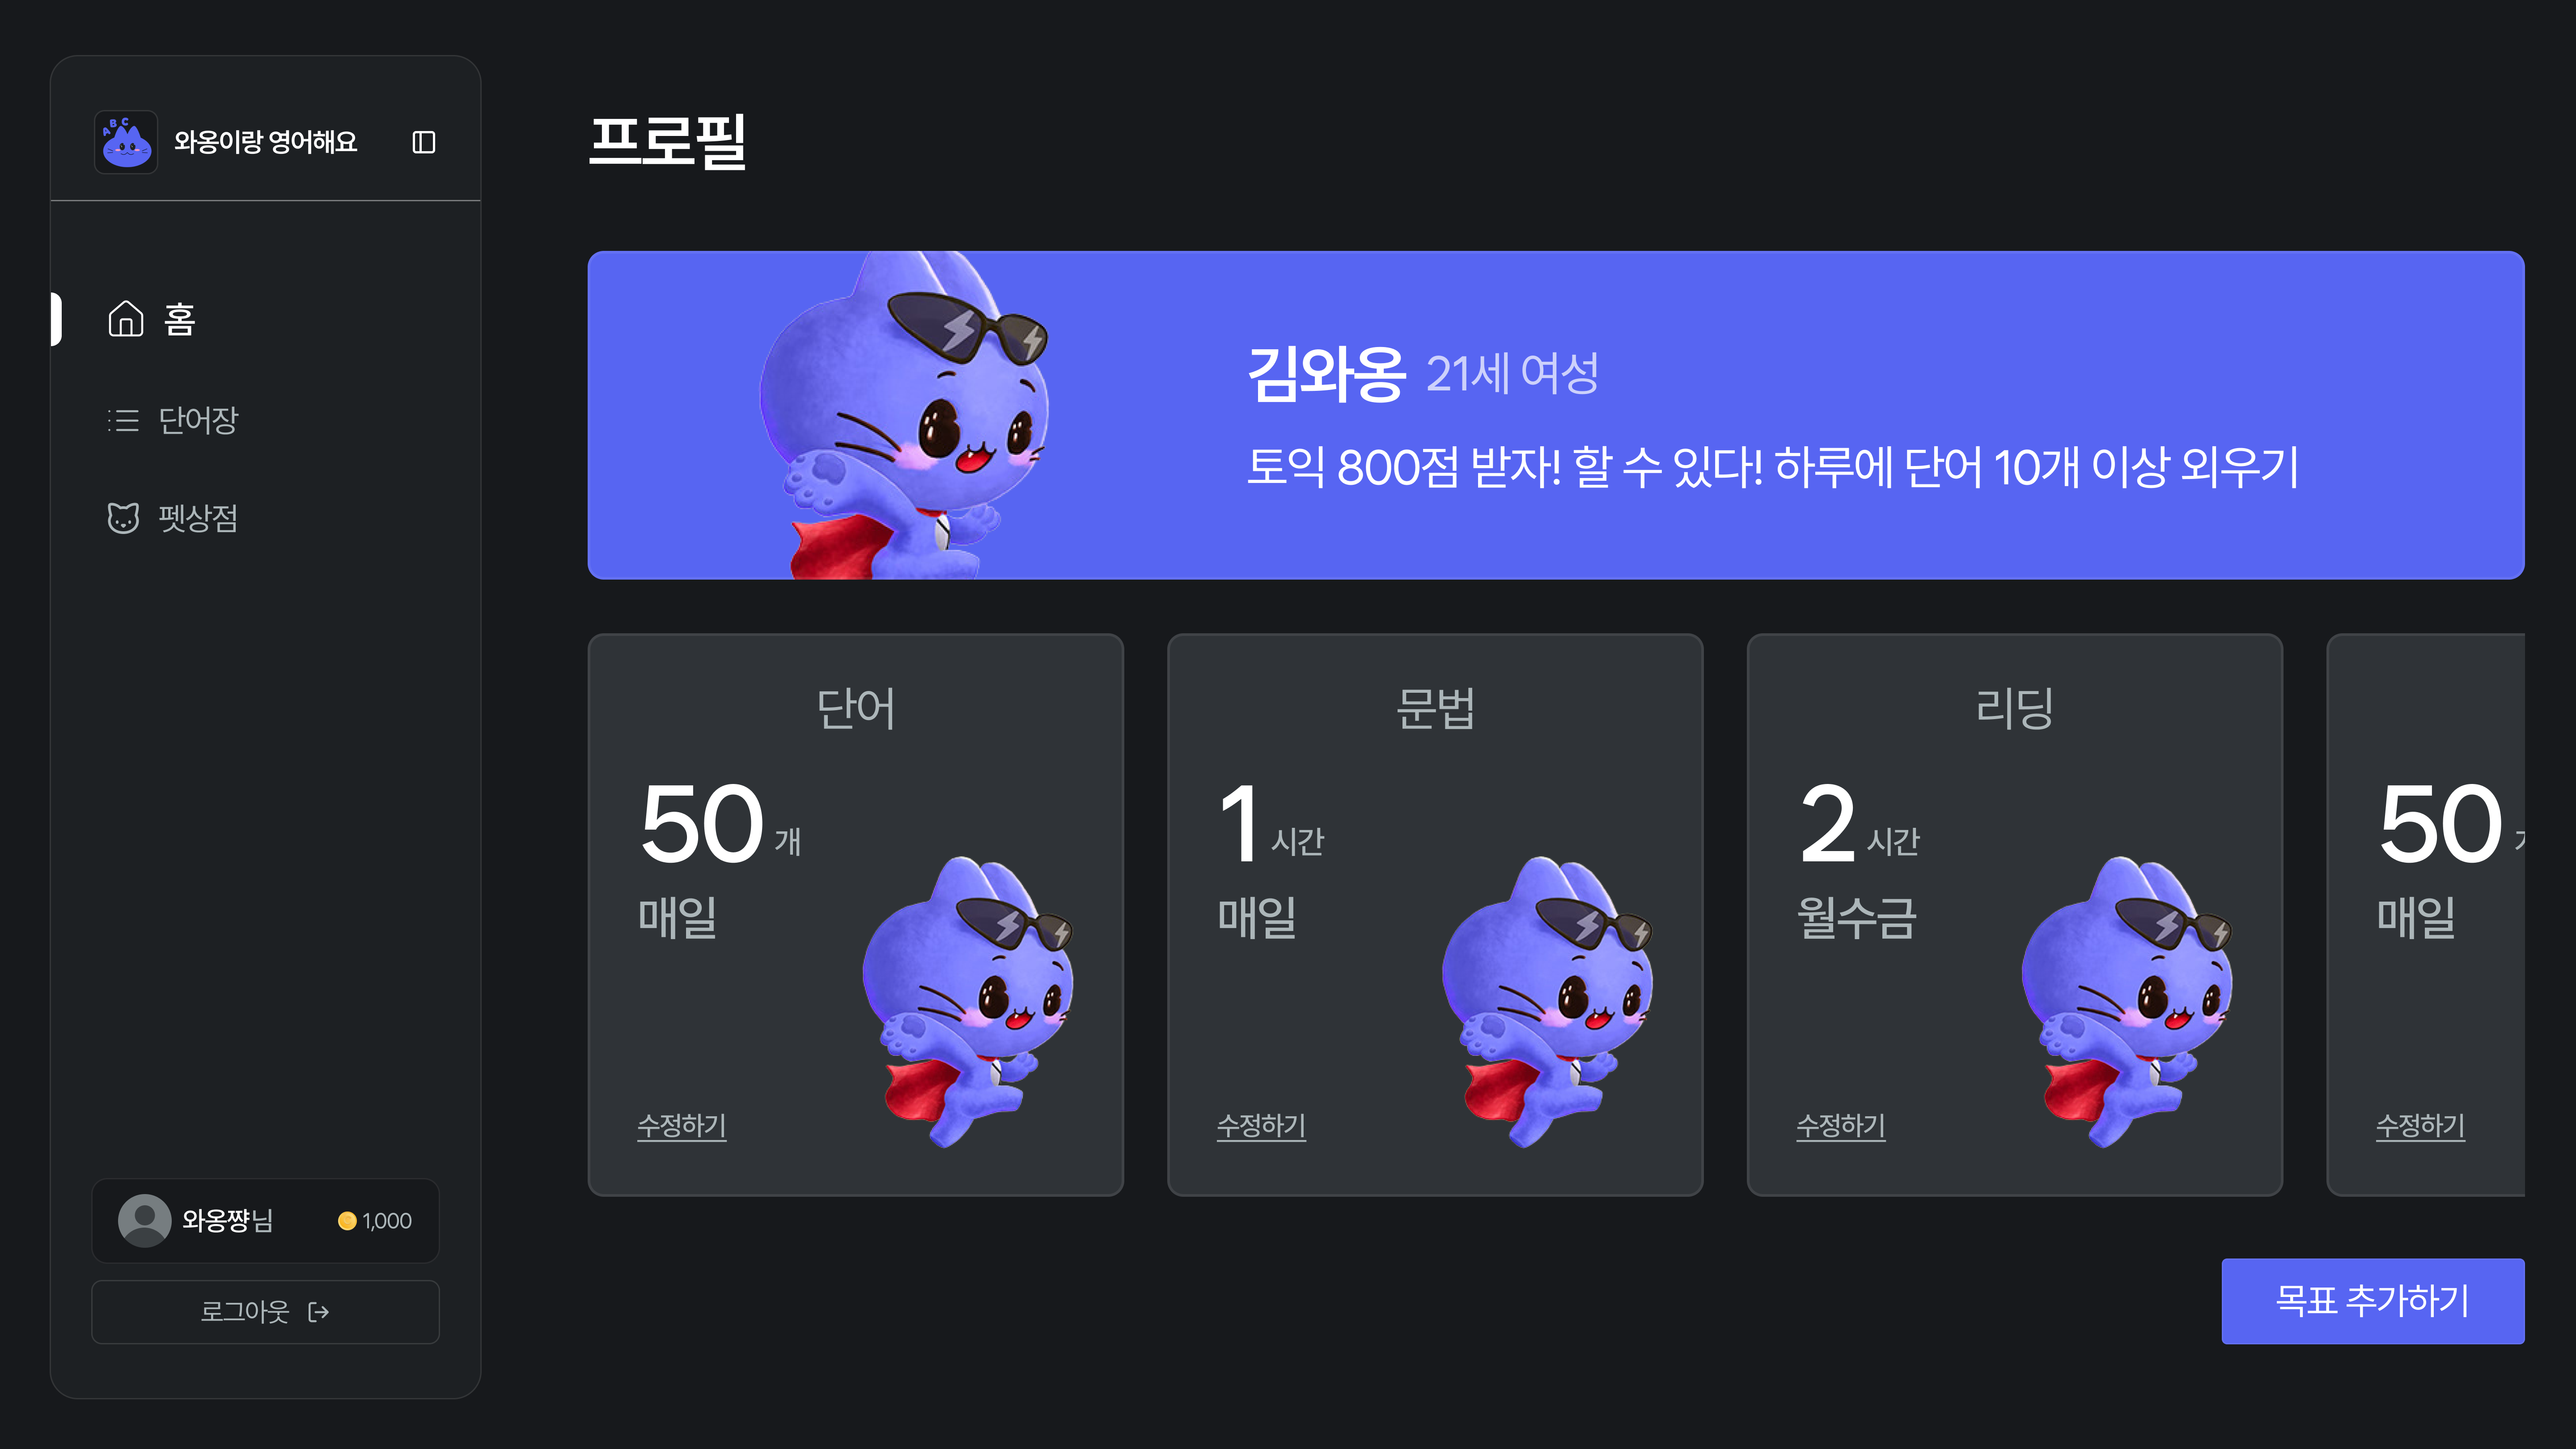 A B C
와옹이랑 영어해요
홈
단어장
펫상점
와옹쨩님
1,000
로그아웃
프로필
김와옹 21세 여성
토익 800점 받자! 할 수 있다! 하루에 단어 10개 이상 외우기
단어
50 개
매일
수정하기
문법
1 시간
매일
수정하기
리딩
2 시간
월수금
수정하기
50
매일
수정하기
목표 추가하기